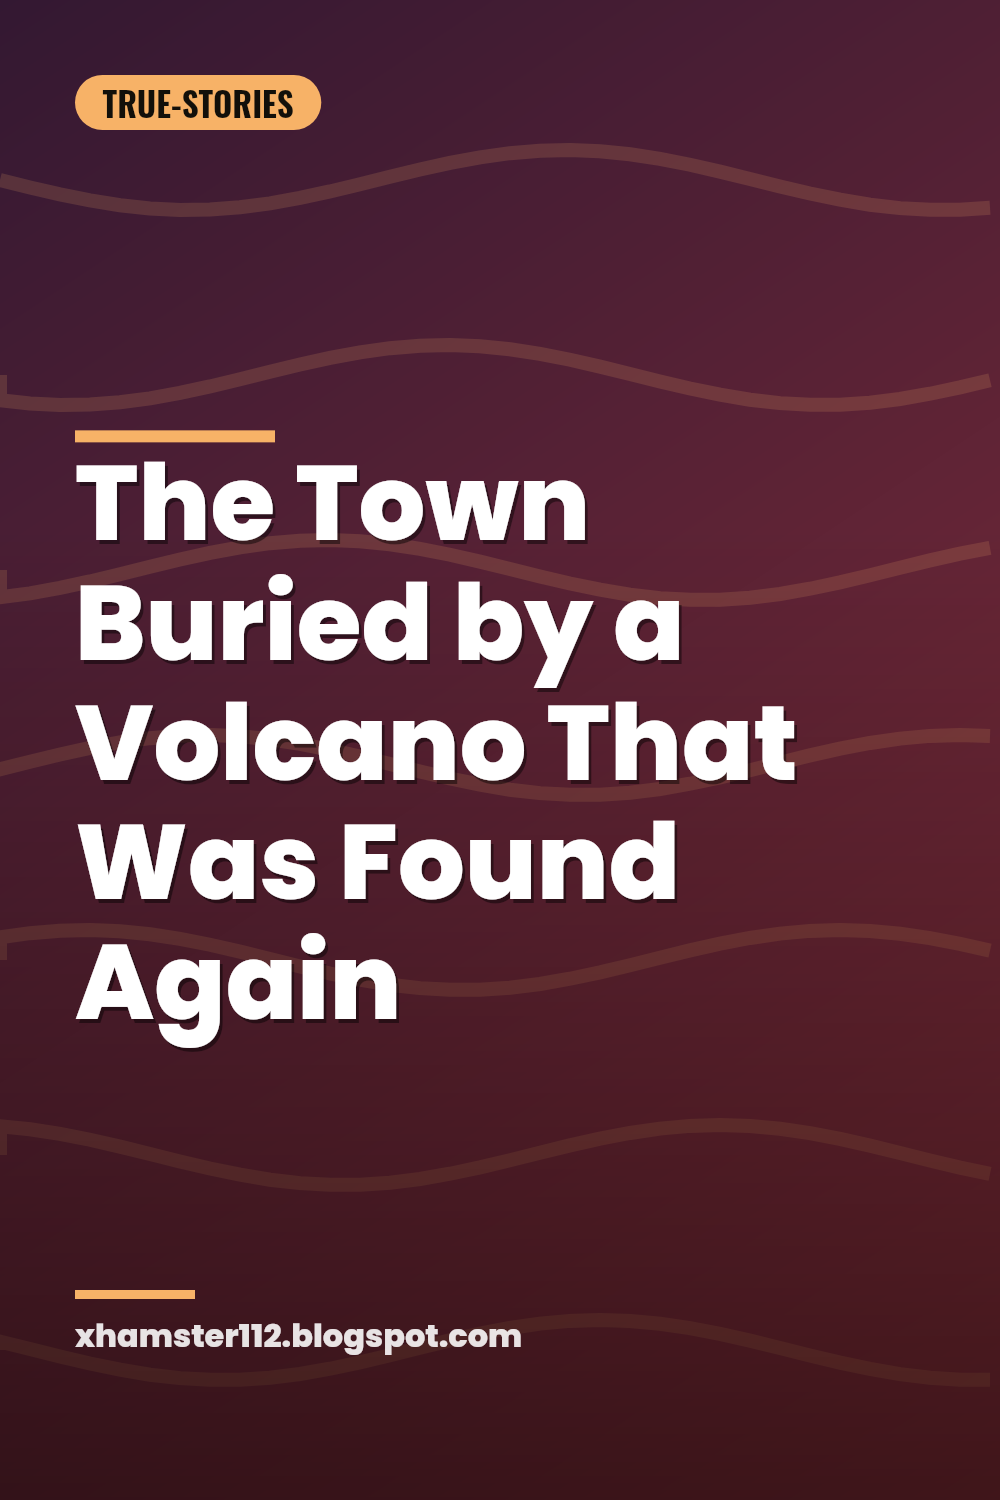 TRUE-STORIES
The Town
Buried by a
Volcano That
Was Found
Again
xhamster112.blogspot.com